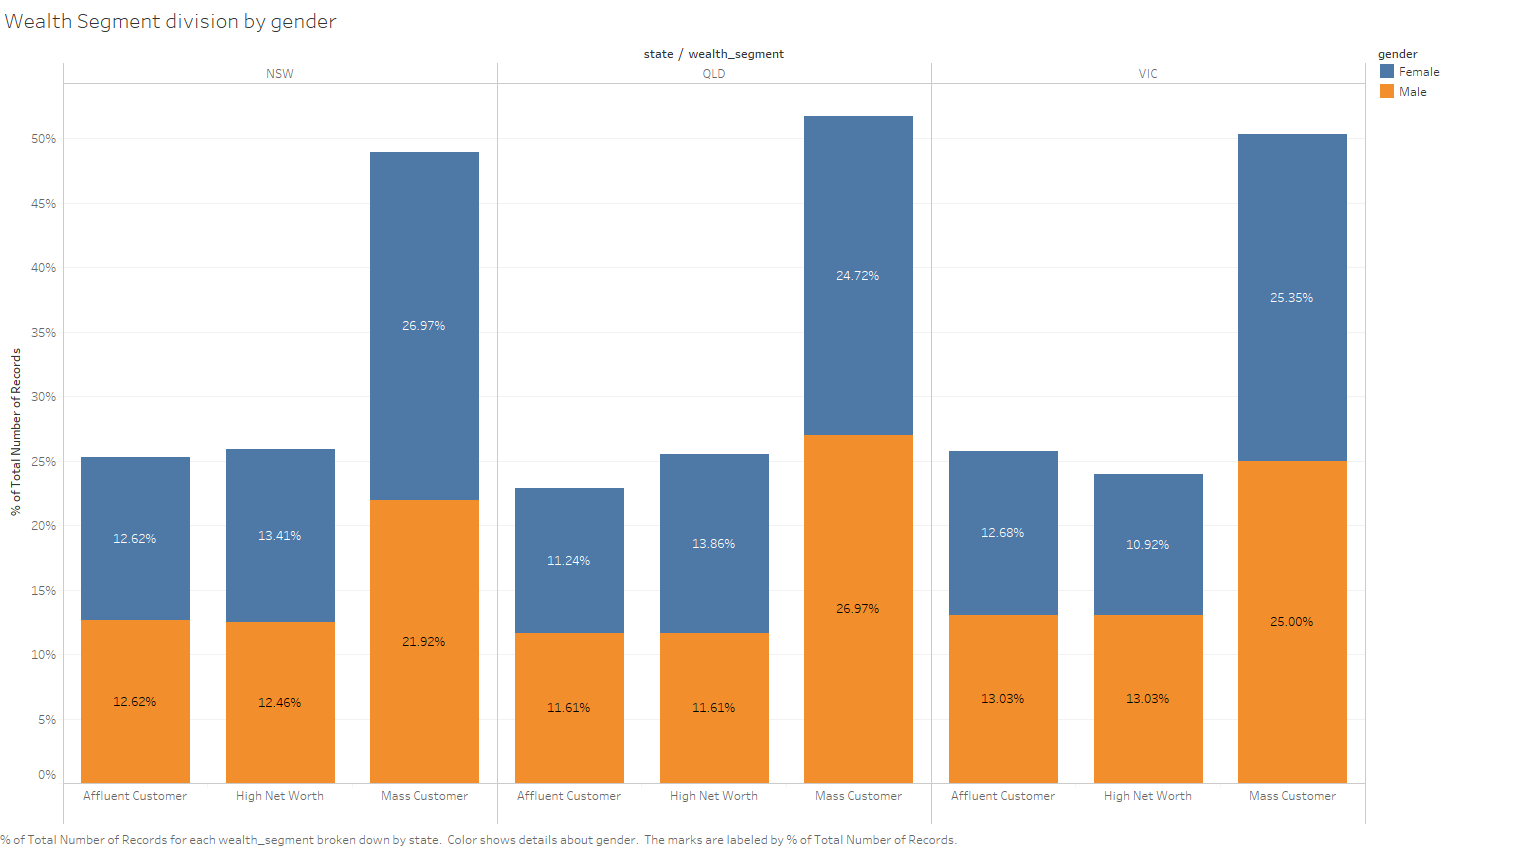 Wealth Segment division by gender
state / wealth_segment
gender
NSW
QLD
VIC
Female
Male
% of Total Number of Records
50%
45%
40%
35%
30%
25%
20%
15%
10%
5%
0%
12.62%
12.62%
13.41%
12.46%
26.97%
21.92%
11.24%
11.61%
13.86%
11.61%
24.72%
26.97%
12.68%
13.03%
10.92%
13.03%
25.35%
25.00%
Affluent Customer
High Net Worth
Mass Customer
Affluent Customer
High Net Worth
Mass Customer
Affluent Customer
High Net Worth
Mass Customer
% of Total Number of Records for each wealth_segment broken down by state. Color shows details about gender. The marks are labeled by % of Total Number of Records.